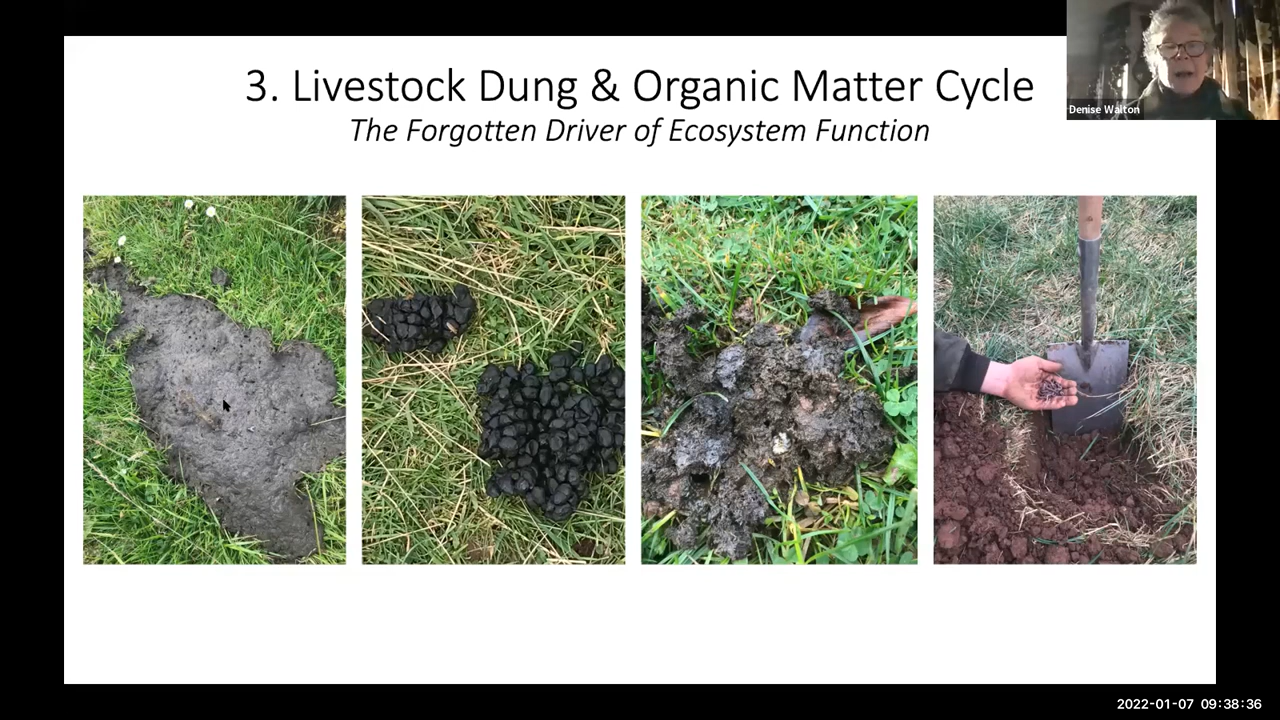 3. Livestock Dung & Organic Matter Cycle
The Forgotten Driver of Ecosystem Function
Denise Walton
2022-01-07 09:38:36